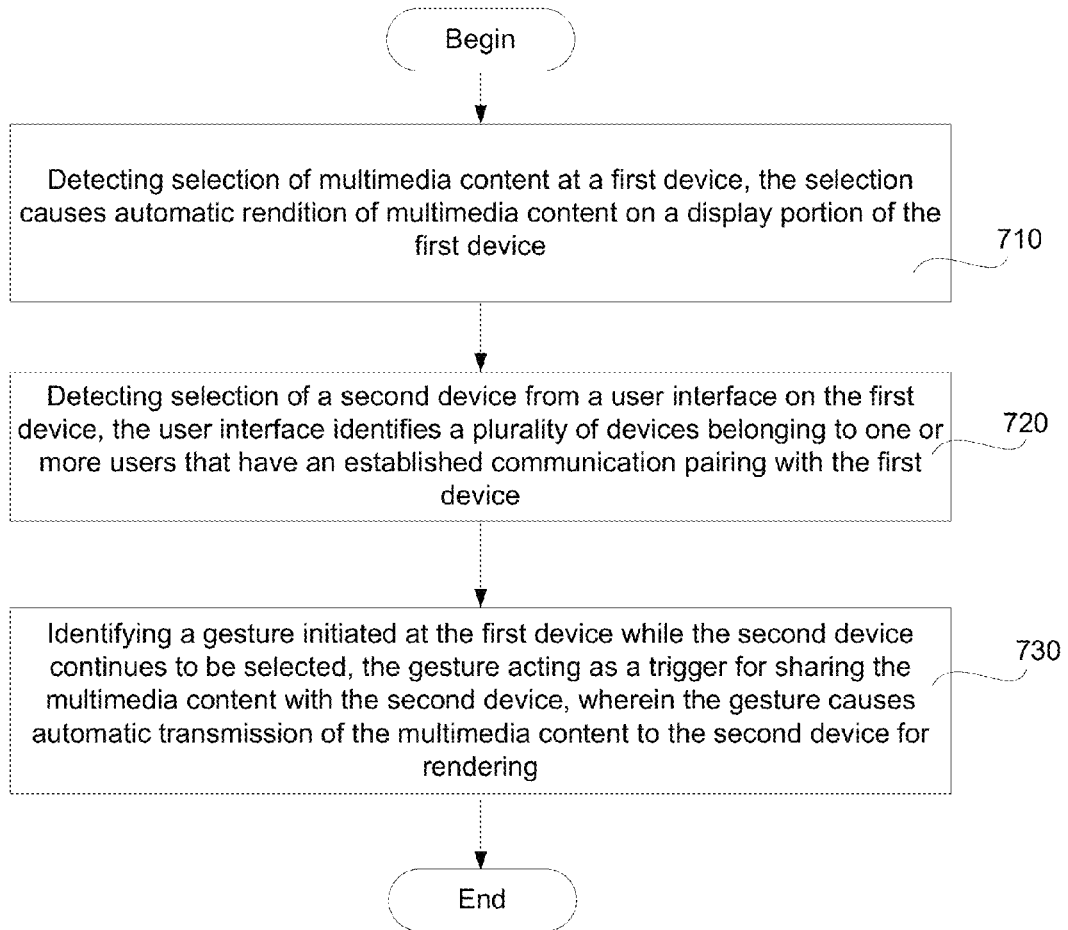 Begin
Detecting selection of multimedia content at a first device, the selection
causes automatic rendition of multimedia content on a display portion of the
first device
710
Detecting selection of a second device from a user interface on the first
device, the user interface identifies a plurality of devices belonging to one or
more users that have an established communication pairing with the first
device
720
Identifying a gesture initiated at the first device while the second device
continues to be selected, the gesture acting as a trigger for sharing the
multimedia content with the second device, wherein the gesture causes
automatic transmission of the multimedia content to the second device for
rendering
730
End